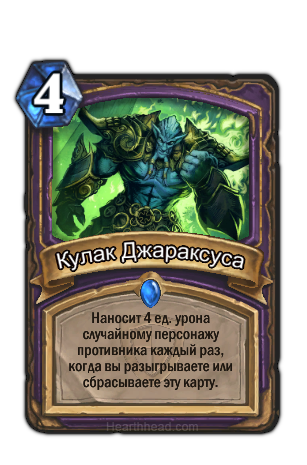 4
Кулак Джараксуса
Наносит 4 ед. урона
случайному персонажу
противника каждый раз,
когда вы разыгрываете или
сбрасываете эту карту.
Hearthhead.com